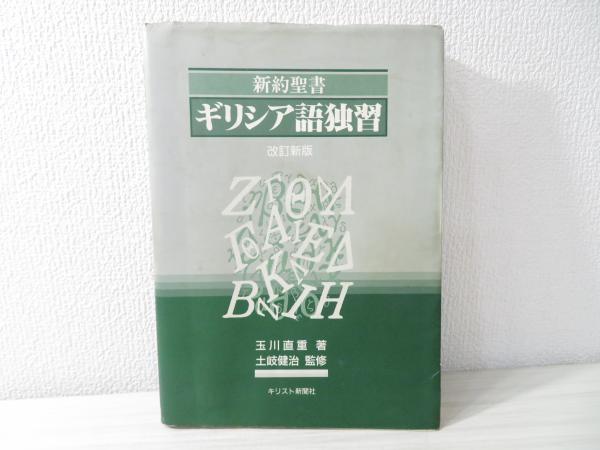 新約聖書
ギリシア語独習
改訂新版
玉川直重 著
土岐健治 監修
キリスト新聞社